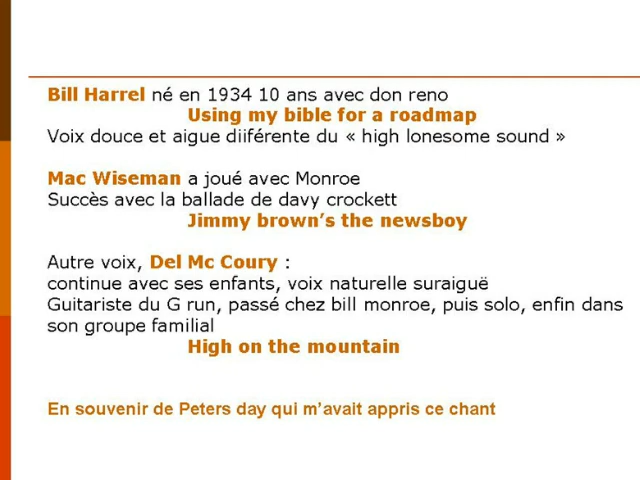 Bill Harrel né en 1934 10 ans avec don reno
Using my bible for a roadmap
Voix douce et aigue diiférente du « high lonesome sound »
Mac Wiseman a joué avec Monroe
Succès avec la ballade de davy crockett
Jimmy brown's the newsboy
Autre voix, Del Mc Coury :
continue avec ses enfants, voix naturelle suraiguë
Guitariste du G run, passé chez bill monroe, puis solo, enfin dans
son groupe familial
High on the mountain
En souvenir de Peters day qui m'avait appris ce chant